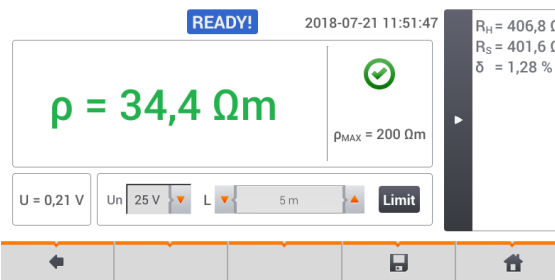 READY!
2018-07-21 11:51:47
ρ = 34,4 Ωm
ρMAX = 200 Ωm
RH = 406,8 Ω
RS = 401,6 Ω
δ = 1,28 %
U = 0,21 V
Un 25 V L 5 m Limit